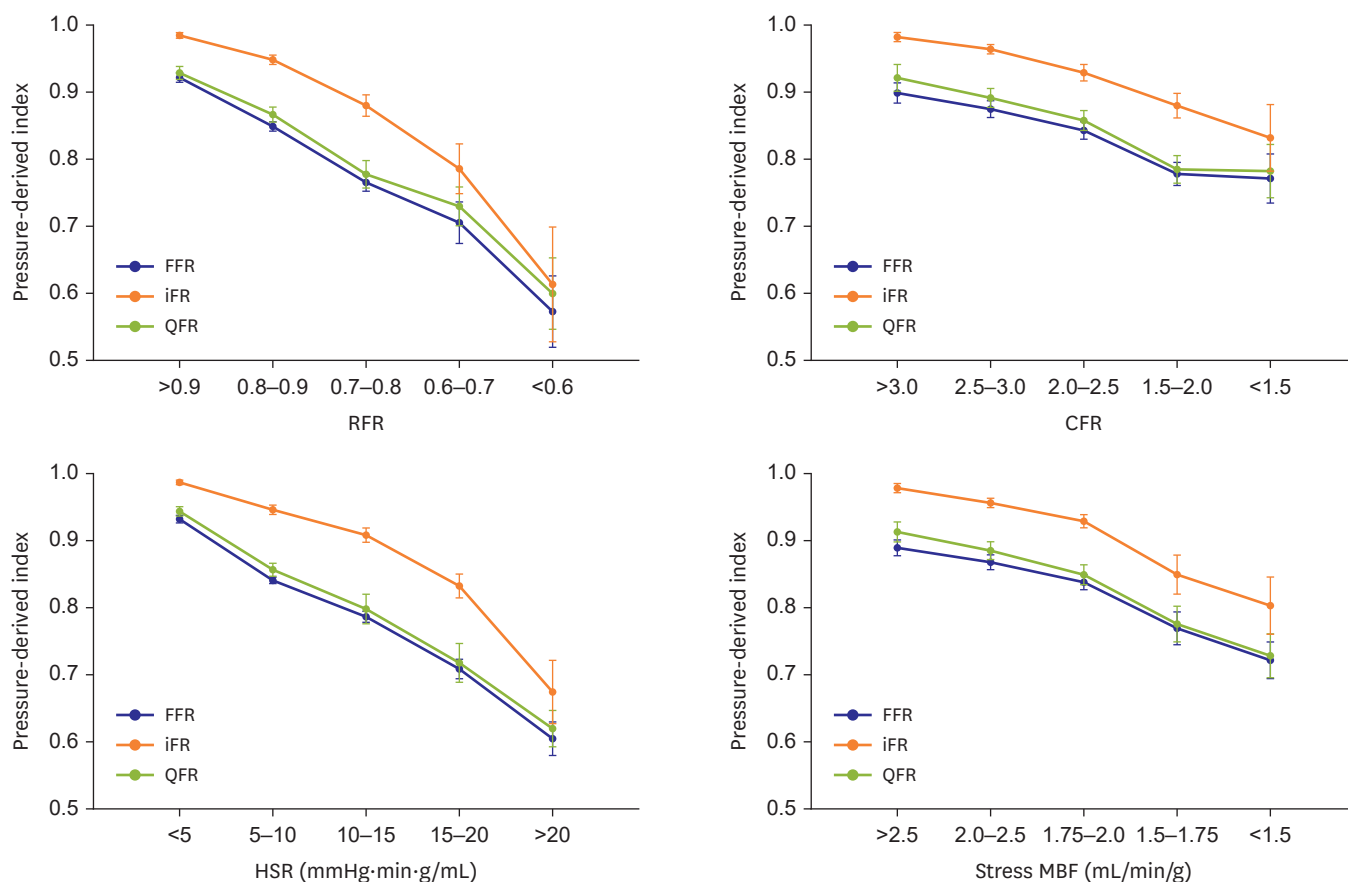 1.0
0.9
0.8
0.7
0.6
0.5
Pressure-derived index
FFR
iFR
QFR
>0.9 0.8–0.9 0.7–0.8 0.6–0.7 <0.6
RFR
1.0
0.9
0.8
0.7
0.6
0.5
Pressure-derived index
FFR
iFR
QFR
>3.0 2.5–3.0 2.0–2.5 1.5–2.0 <1.5
CFR
1.0
0.9
0.8
0.7
0.6
0.5
Pressure-derived index
FFR
iFR
QFR
<5 5–10 10–15 15–20 >20
HSR (mmHg·min·g/mL)
1.0
0.9
0.8
0.7
0.6
0.5
Pressure-derived index
FFR
iFR
QFR
>2.5 2.0–2.5 1.75–2.0 1.5–1.75 <1.5
Stress MBF (mL/min/g)